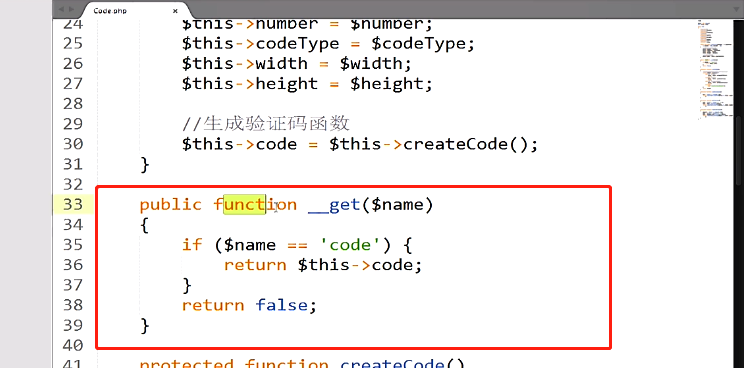 Code.php ×
24 $this->number = $number;
25 $this->codeType = $codeType;
26 $this->width = $width;
27 $this->height = $height;
28
29 //生成验证码函数
30 $this->code = $this->createCode();
31 }
32
33 public function __get($name)
34 {
35 if ($name == 'code') {
36 return $this->code;
37 }
38 return false;
39 }
40
41 protected function createCode()